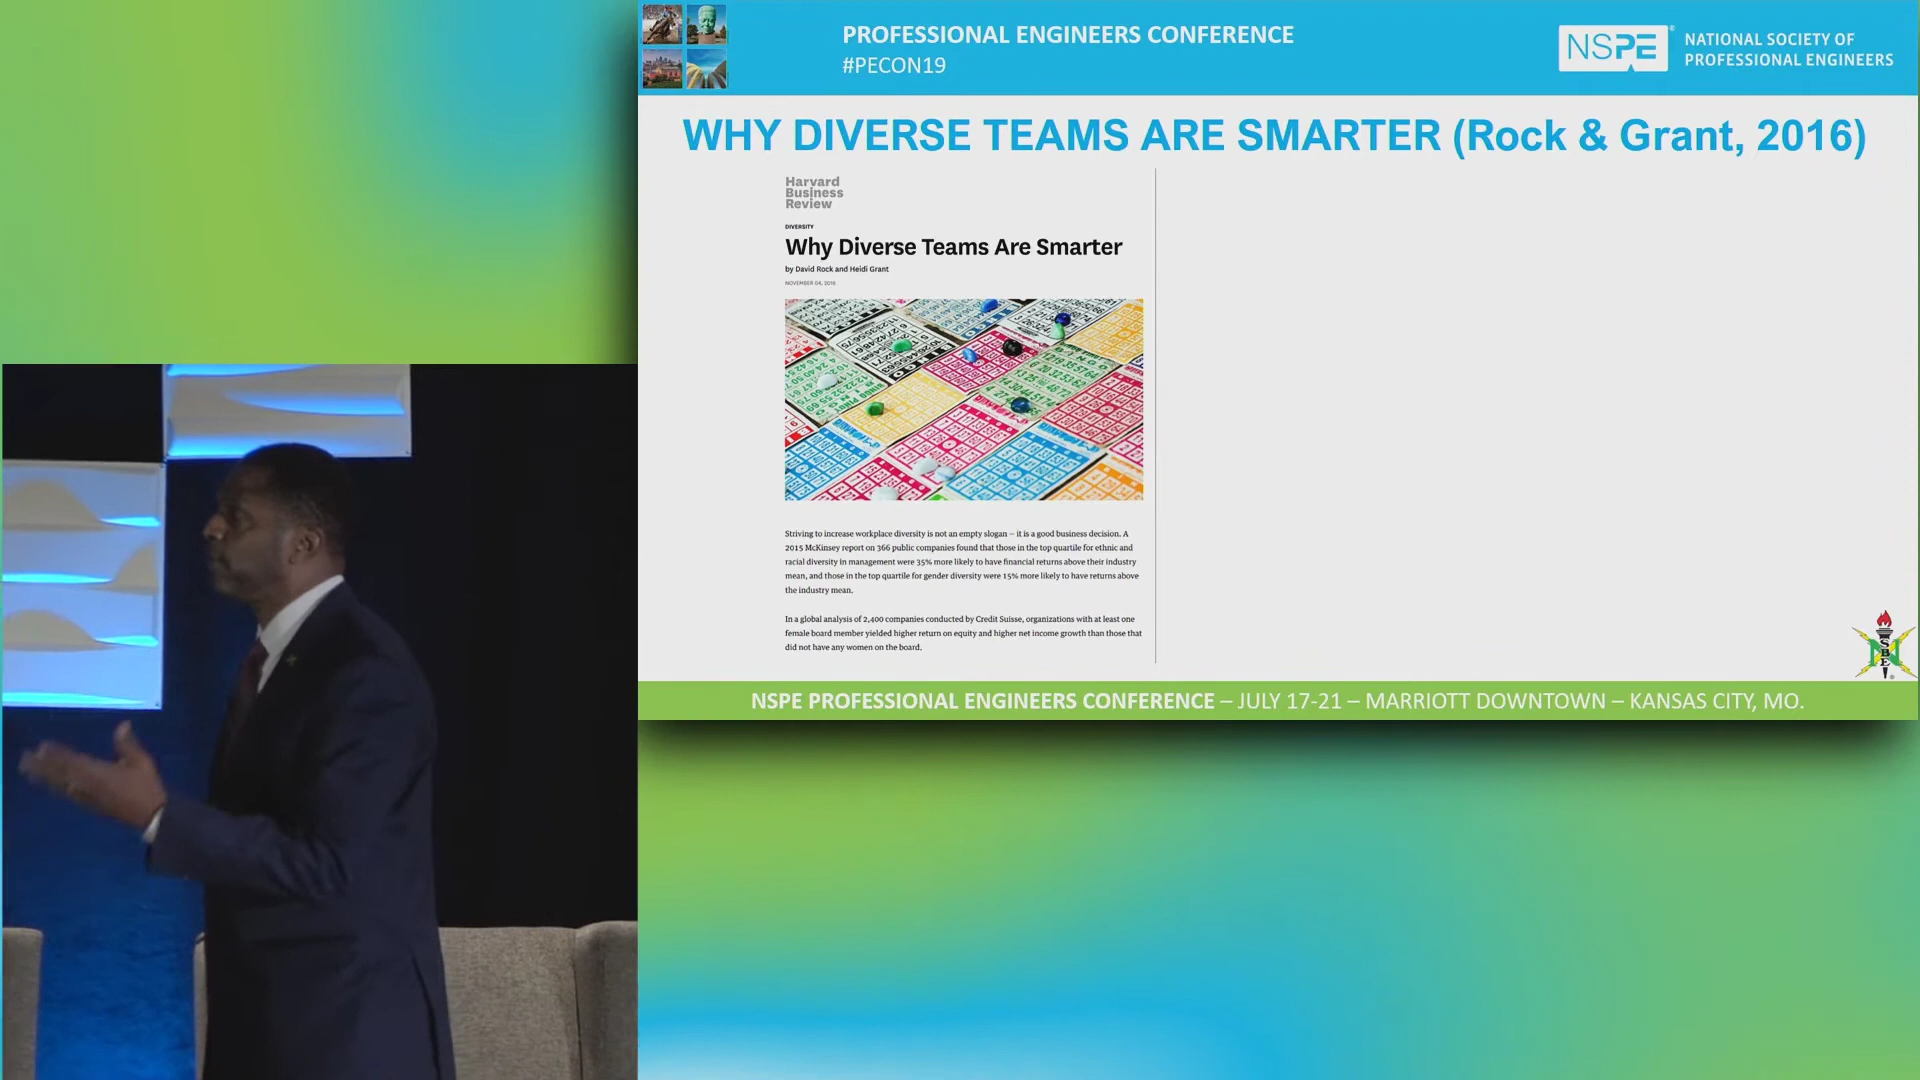 PROFESSIONAL ENGINEERS CONFERENCE
#PECON19
NSPE
NATIONAL SOCIETY OF
PROFESSIONAL ENGINEERS
WHY DIVERSE TEAMS ARE SMARTER (Rock & Grant, 2016)
Harvard
Business
Review
DIVERSITY
Why Diverse Teams Are Smarter
by David Rock and Heidi Grant
NOVEMBER 04, 2016
Striving to increase workplace diversity is not an empty slogan – it is a good business decision. A
2015 McKinsey report on 366 public companies found that those in the top quartile for ethnic and
racial diversity in management were 35% more likely to have financial returns above their industry
mean, and those in the top quartile for gender diversity were 15% more likely to have returns above
the industry mean.
In a global analysis of 2,400 companies conducted by Credit Suisse, organizations with at least one
female board member yielded higher return on equity and higher net income growth than those that
did not have any women on the board.
NSBE
NSPE PROFESSIONAL ENGINEERS CONFERENCE – JULY 17-21 – MARRIOTT DOWNTOWN – KANSAS CITY, MO.